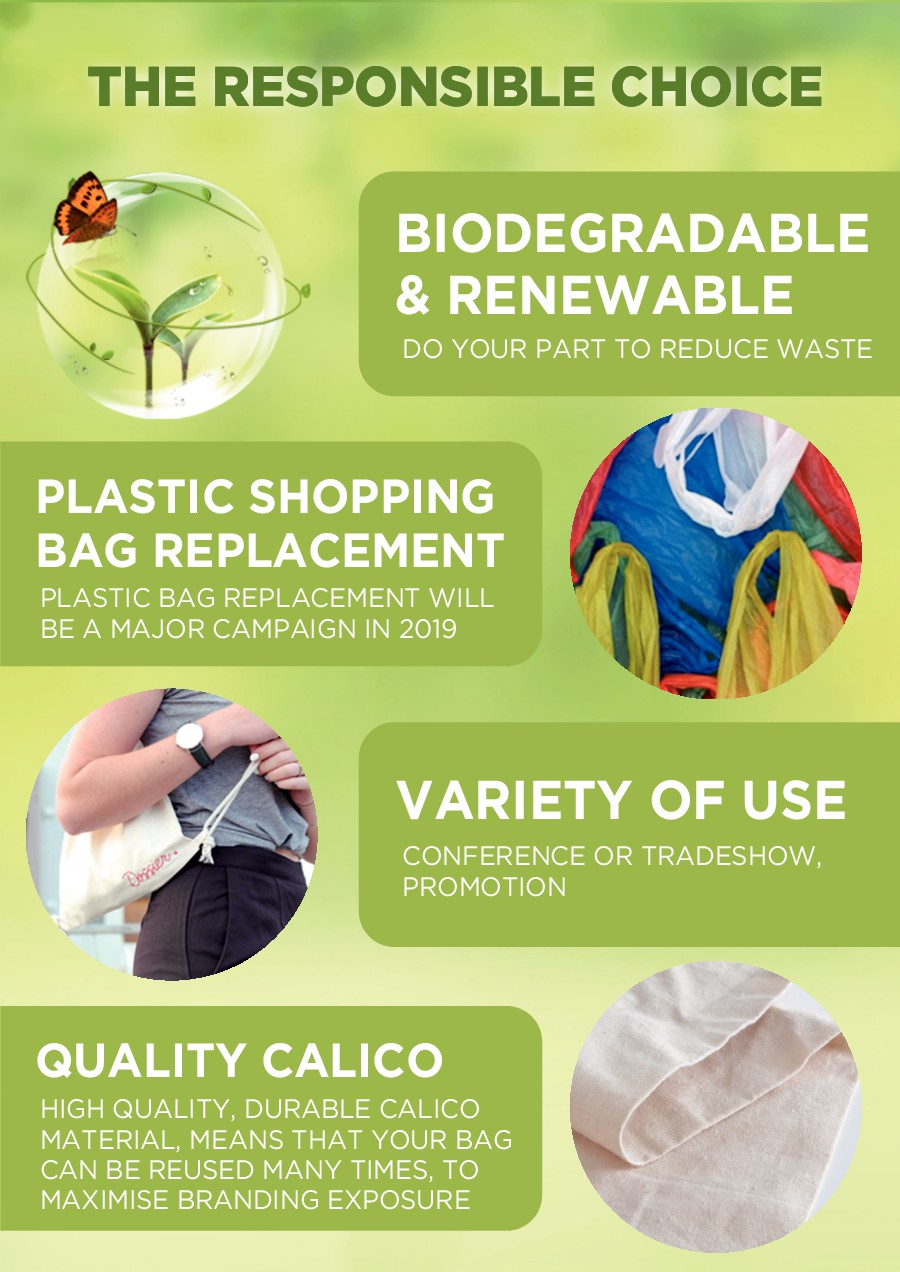 THE RESPONSIBLE CHOICE
BIODEGRADABLE
& RENEWABLE
DO YOUR PART TO REDUCE WASTE
PLASTIC SHOPPING
BAG REPLACEMENT
PLASTIC BAG REPLACEMENT WILL
BE A MAJOR CAMPAIGN IN 2019
Dossier.
VARIETY OF USE
CONFERENCE OR TRADESHOW,
PROMOTION
QUALITY CALICO
HIGH QUALITY, DURABLE CALICO
MATERIAL, MEANS THAT YOUR BAG
CAN BE REUSED MANY TIMES, TO
MAXIMISE BRANDING EXPOSURE